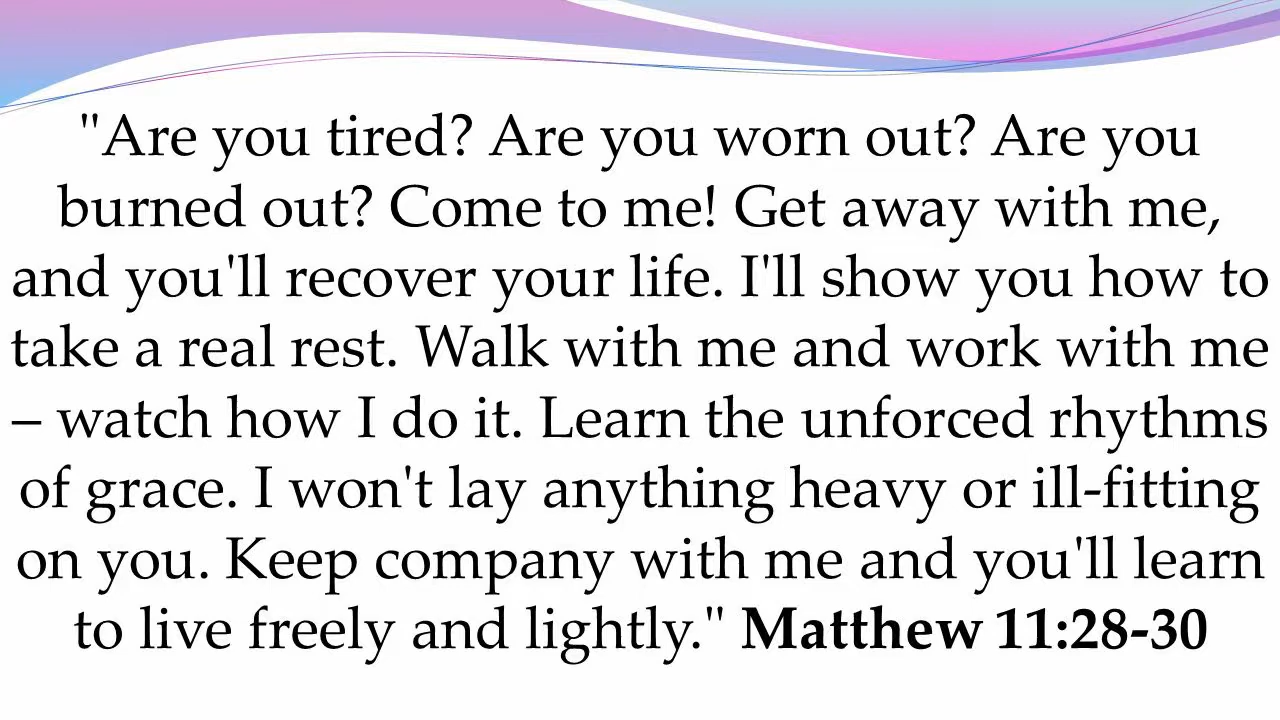 "Are you tired? Are you worn out? Are you
burned out? Come to me! Get away with me,
and you'll recover your life. I'll show you how to
take a real rest. Walk with me and work with me
– watch how I do it. Learn the unforced rhythms
of grace. I won't lay anything heavy or ill-fitting
on you. Keep company with me and you'll learn
to live freely and lightly." Matthew 11:28-30